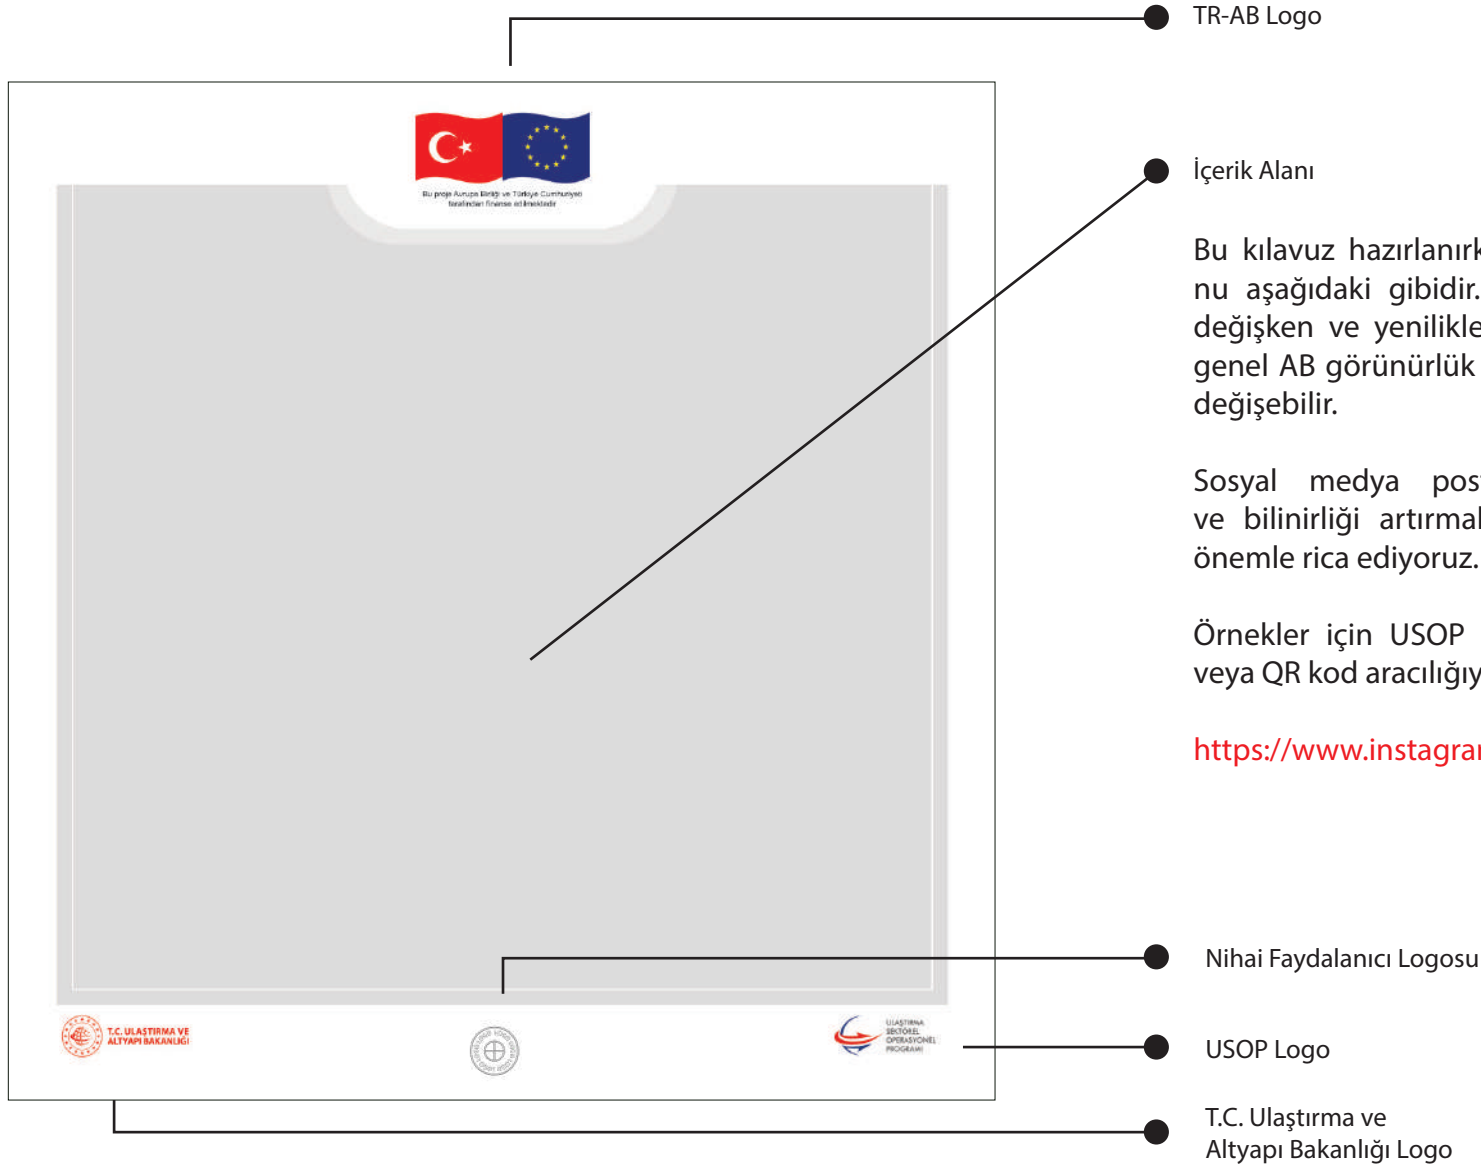 TR-AB Logo
Bu proje Avrupa Birliği ve Türkiye Cumhuriyeti
tarafından finanse edilmektedir
İçerik Alanı
Bu kılavuz hazırlanırk
nu aşağıdaki gibidir.
değişken ve yenilikle
genel AB görünürlük
değişebilir.
Sosyal medya pos
ve bilinirliği artırmal
önemle rica ediyoruz.
Örnekler için USOP
veya QR kod aracılığıy
https://www.instagra
Nihai Faydalanıcı Logosu
T.C. ULAŞTIRMA VE
ALTYAPI BAKANLIĞI
ULAŞTIRMA
SEKTÖREL
OPERASYONEL
PROGRAMI
USOP Logo
T.C. Ulaştırma ve
Altyapı Bakanlığı Logo